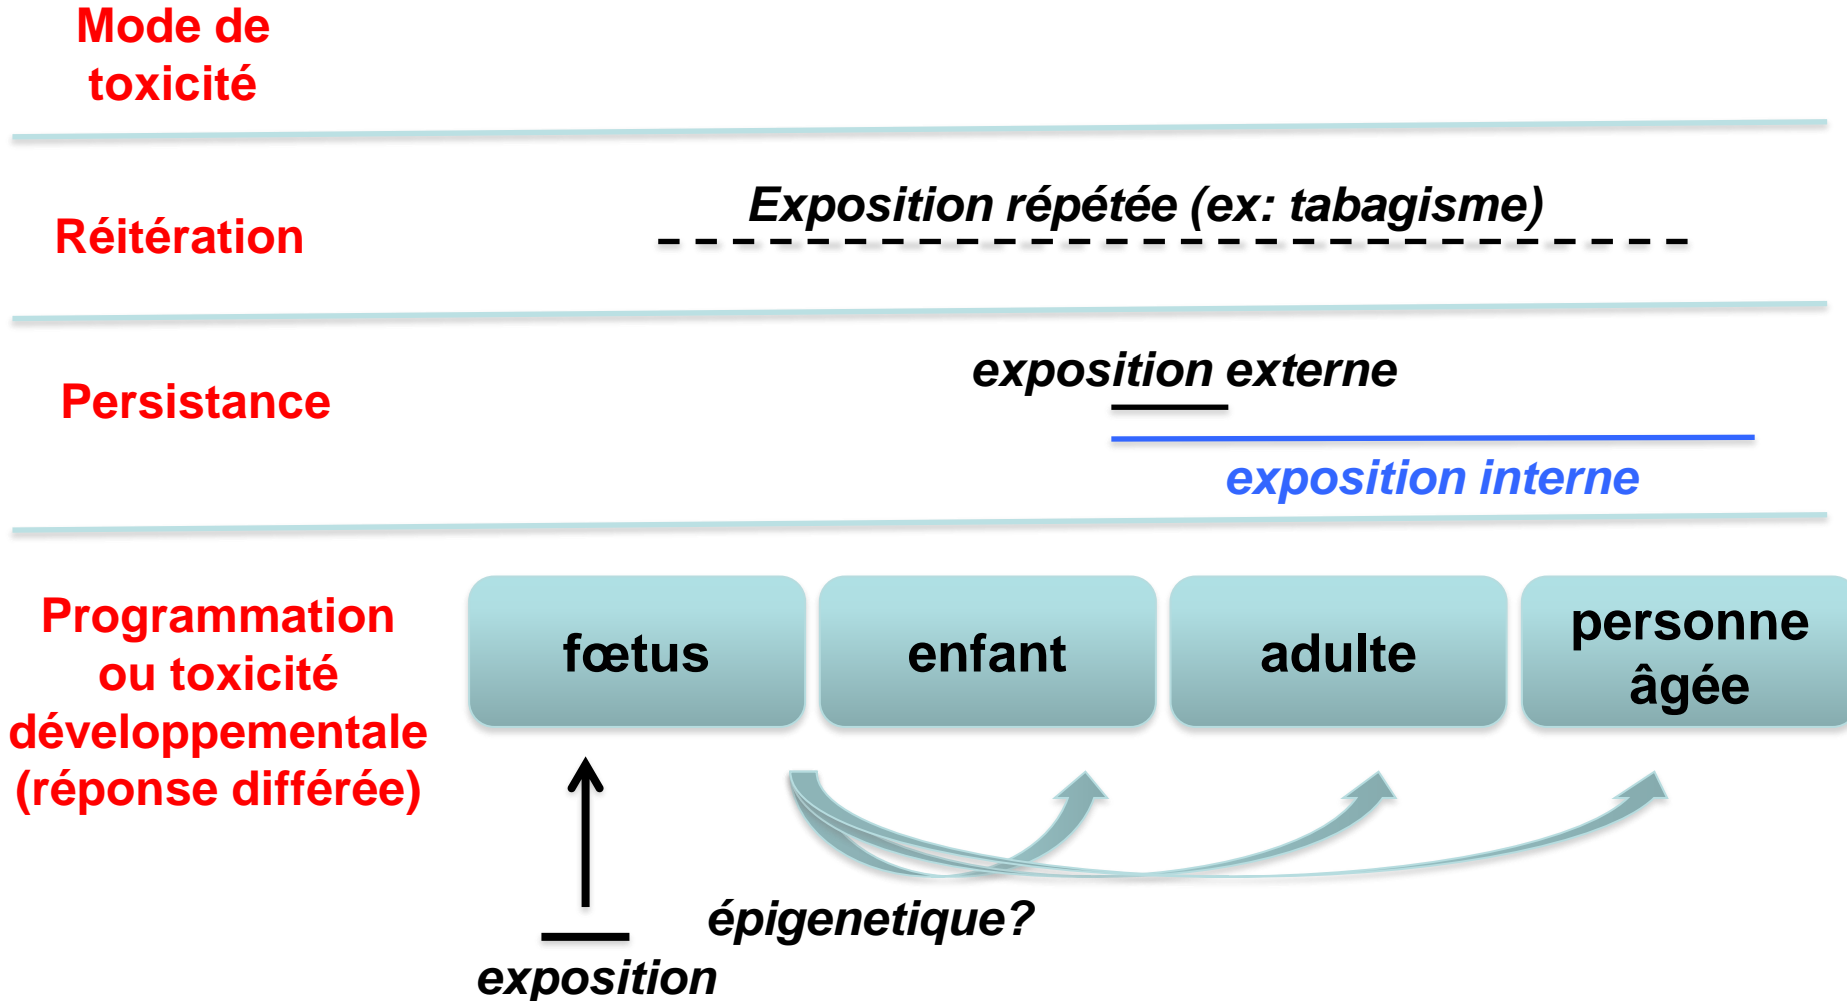 Mode de
toxicité
Réitération
Exposition répétée (ex: tabagisme)
Persistance
exposition externe
exposition interne
Programmation
ou toxicité
développementale
(réponse différée)
fœtus
enfant
adulte
personne
âgée
épigenetique?
exposition